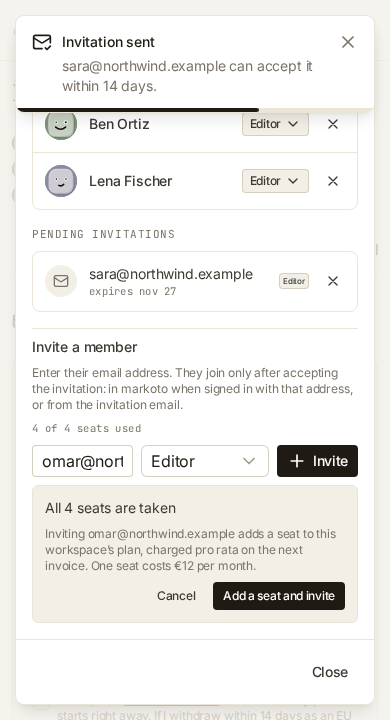 Invitation sent
sara@northwind.example can accept it
within 14 days.
Ben Ortiz
Editor
Lena Fischer
Editor
PENDING INVITATIONS
sara@northwind.example
expires nov 27
Editor
Invite a member
Enter their email address. They join only after accepting
the invitation: in markoto when signed in with that address,
or from the invitation email.
4 of 4 seats used
omar@nort
Editor
Invite
All 4 seats are taken
Inviting omar@northwind.example adds a seat to this
workspace's plan, charged pro rata on the next
invoice. One seat costs €12 per month.
Cancel
Add a seat and invite
Close
starts right away. If I withdraw within 14 days as an EU